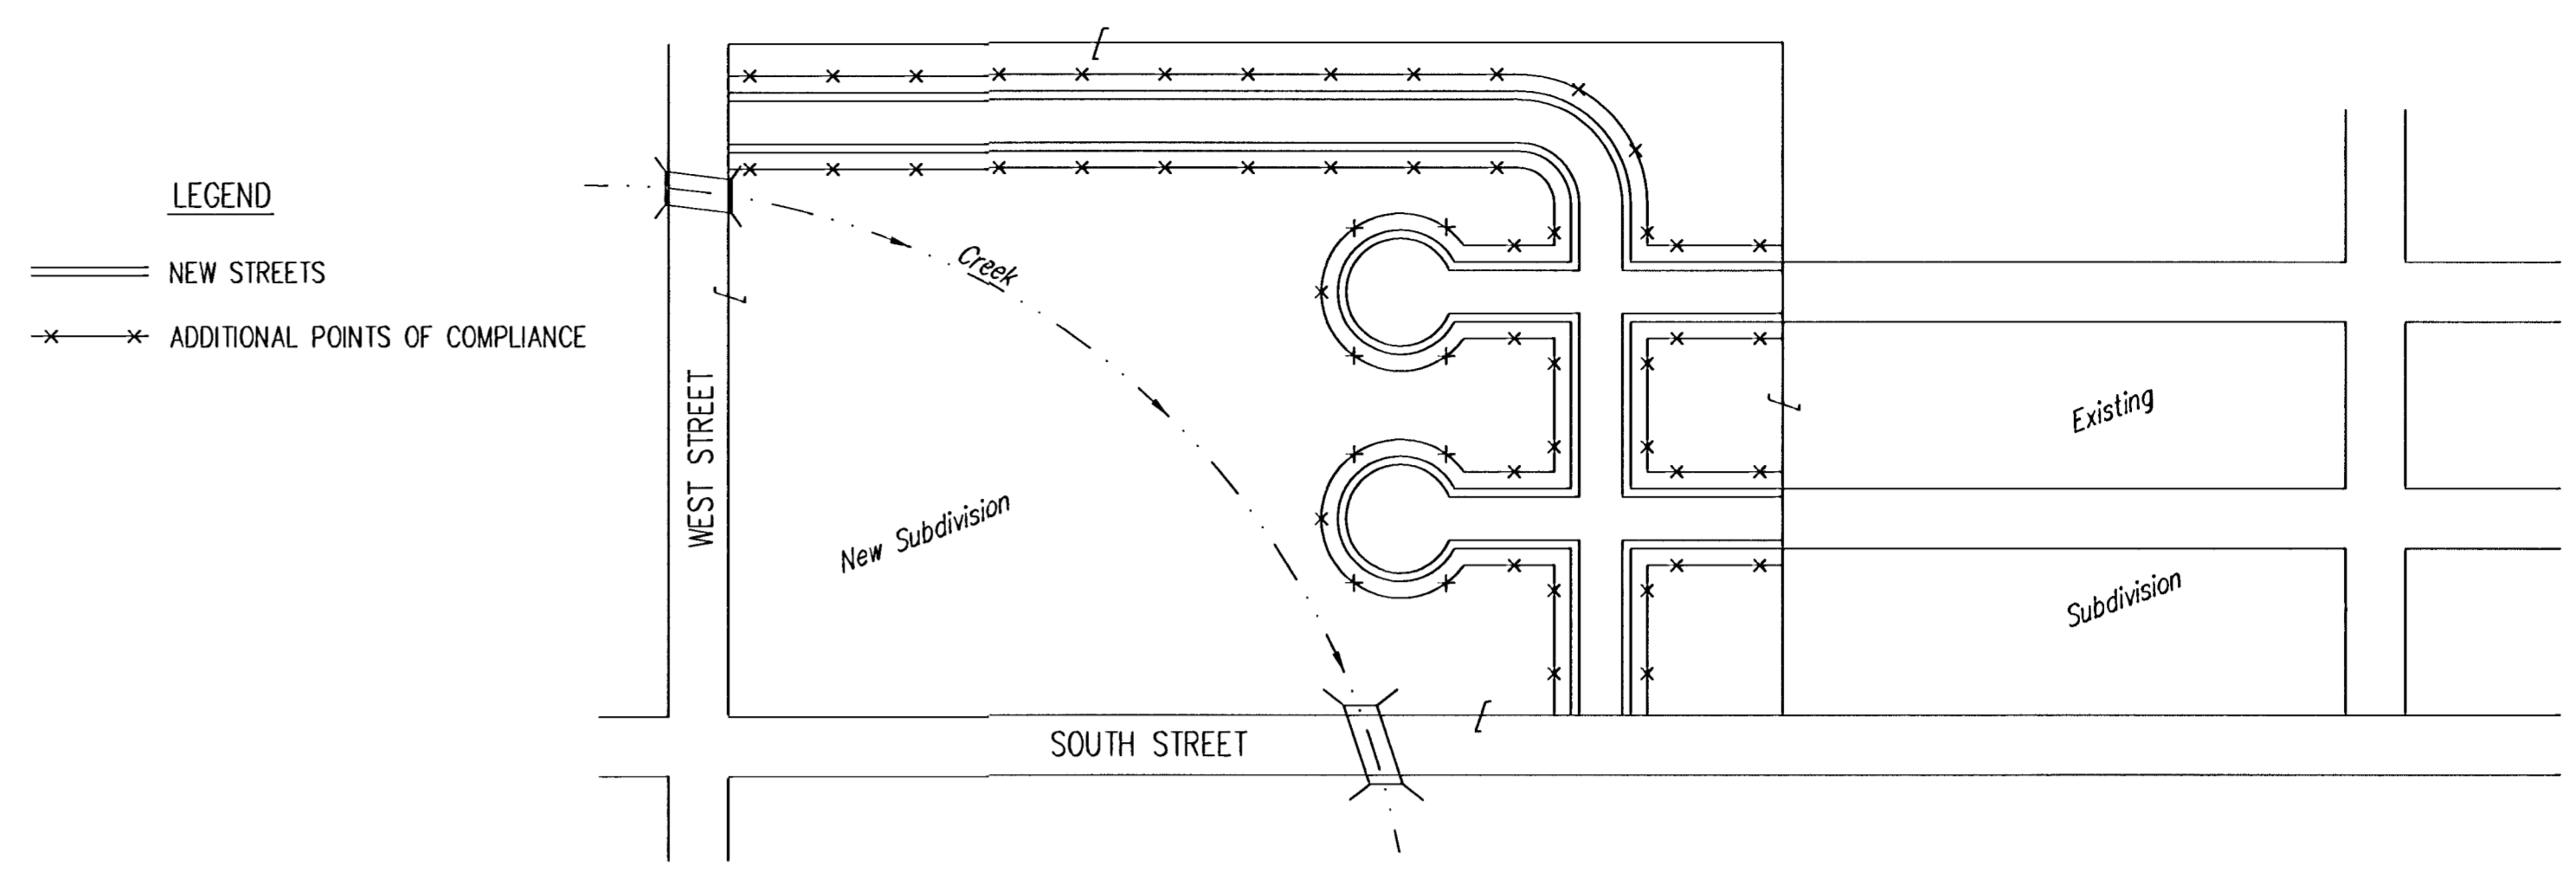 LEGEND
NEW STREETS
ADDITIONAL POINTS OF COMPLIANCE
WEST STREET
Creek
New Subdivision
SOUTH STREET
Existing
Subdivision